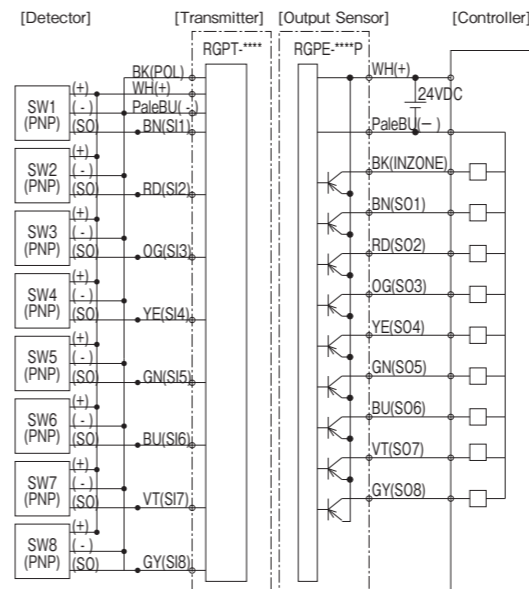 [Detector] [Transmitter] [Output Sensor] [Controller]
RGPT-**** RGPE-****P
BK(POL) WH(+)
(+) WH(+) 24VDC
SW1 (-) PaleBU(-) PaleBU(−)
(PNP) (SO) BN(SI1)
(+) BK(INZONE)
SW2 (-)
(PNP) (SO) RD(SI2) BN(SO1)
(+) RD(SO2)
SW3 (-)
(PNP) (SO) OG(SI3)
(+) OG(SO3)
SW4 (-)
(PNP) (SO) YE(SI4) YE(SO4)
(+)
SW5 (-) GN(SO5)
(PNP) (SO) GN(SI5)
(+) BU(SO6)
SW6 (-)
(PNP) (SO) BU(SI6)
(+) VT(SO7)
SW7 (-)
(PNP) (SO) VT(SI7) GY(SO8)
(+)
SW8 (-)
(PNP) (SO) GY(SI8)